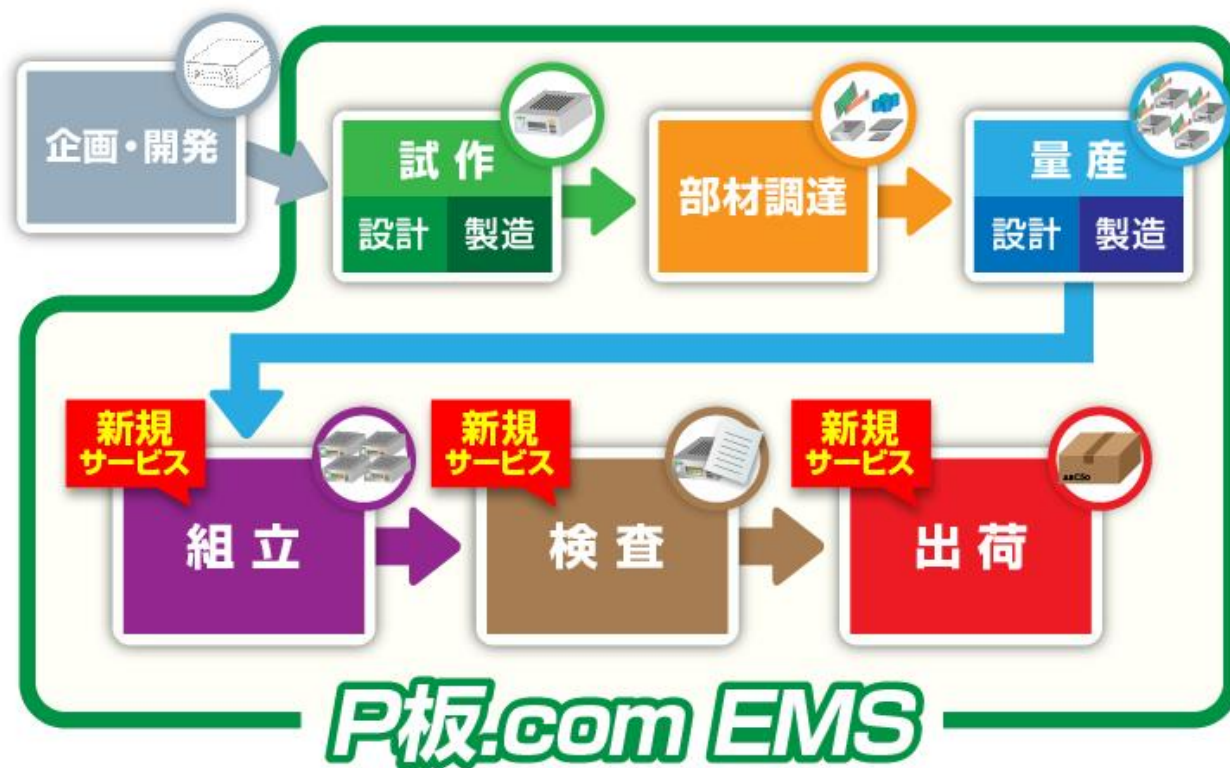 企画・開発
試作
設計 製造
部材調達
量産
設計 製造
新規
サービス
組立
新規
サービス
検査
新規
サービス
出荷
P板.com EMS